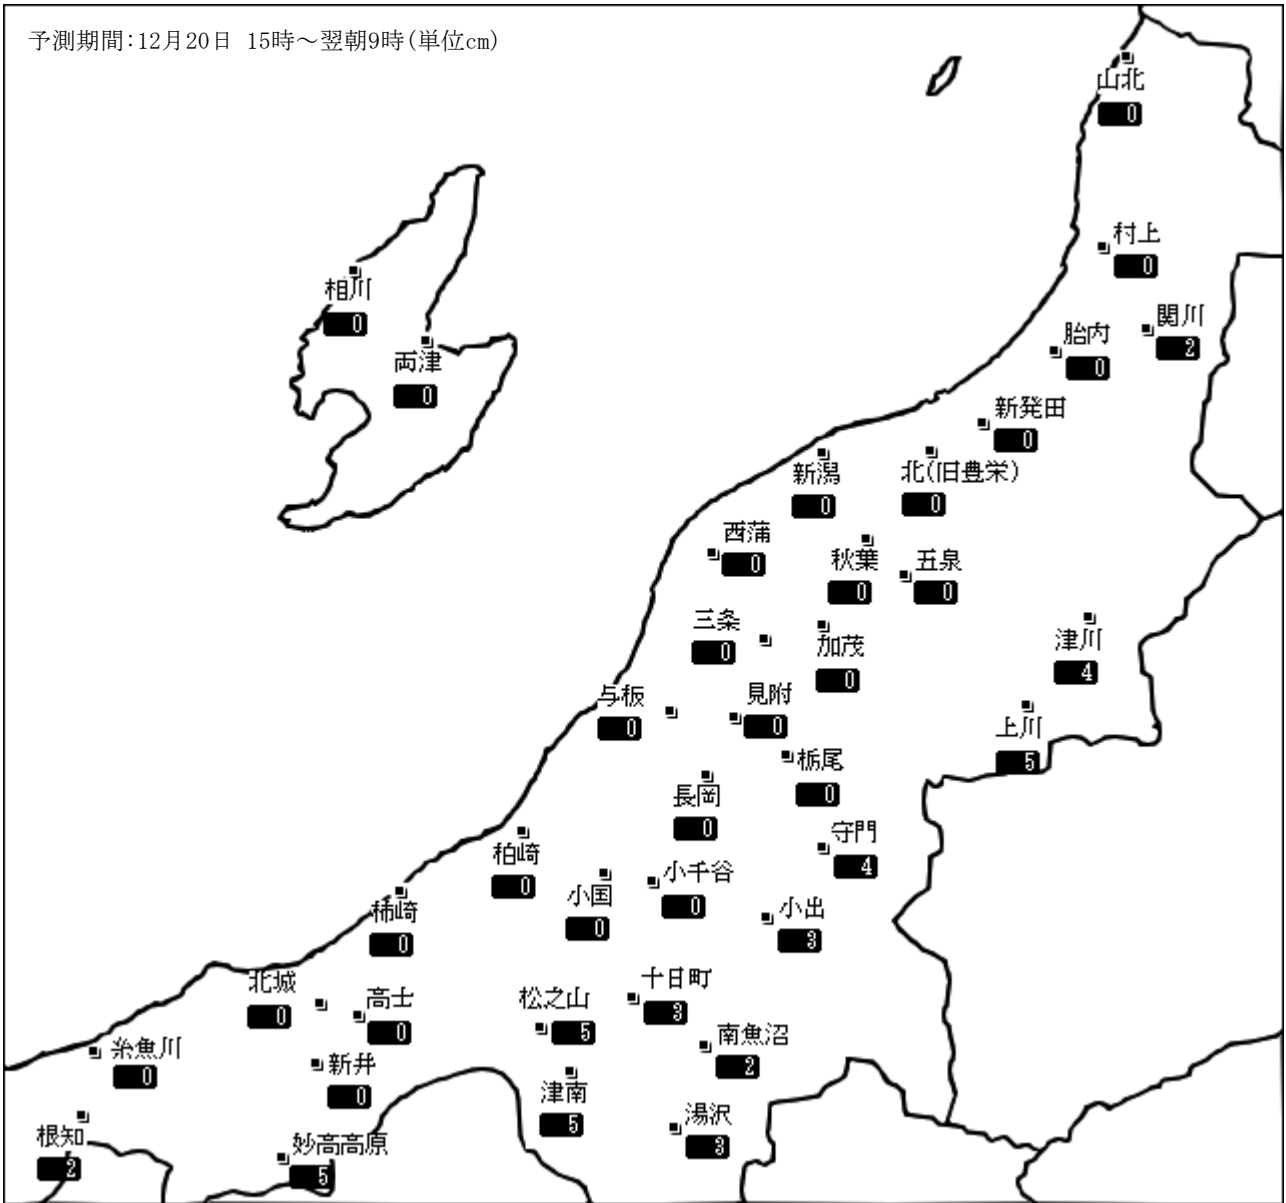 予測期間:12月20日 15時～翌朝9時(単位cm)
山北
0
村上
0
相川
0
関川
2
胎内
0
両津
0
新発田
0
新潟
0
北(旧豊栄)
0
西蒲
0
秋葉
0
五泉
0
三条
0
加茂
0
津川
4
与板
0
見附
0
上川
5
栃尾
0
長岡
0
守門
4
柏崎
0
小国
0
小千谷
0
柿崎
0
小出
3
北城
0
高士
0
松之山
5
十日町
3
南魚沼
2
糸魚川
0
新井
0
津南
5
湯沢
3
根知
2
妙高高原
5